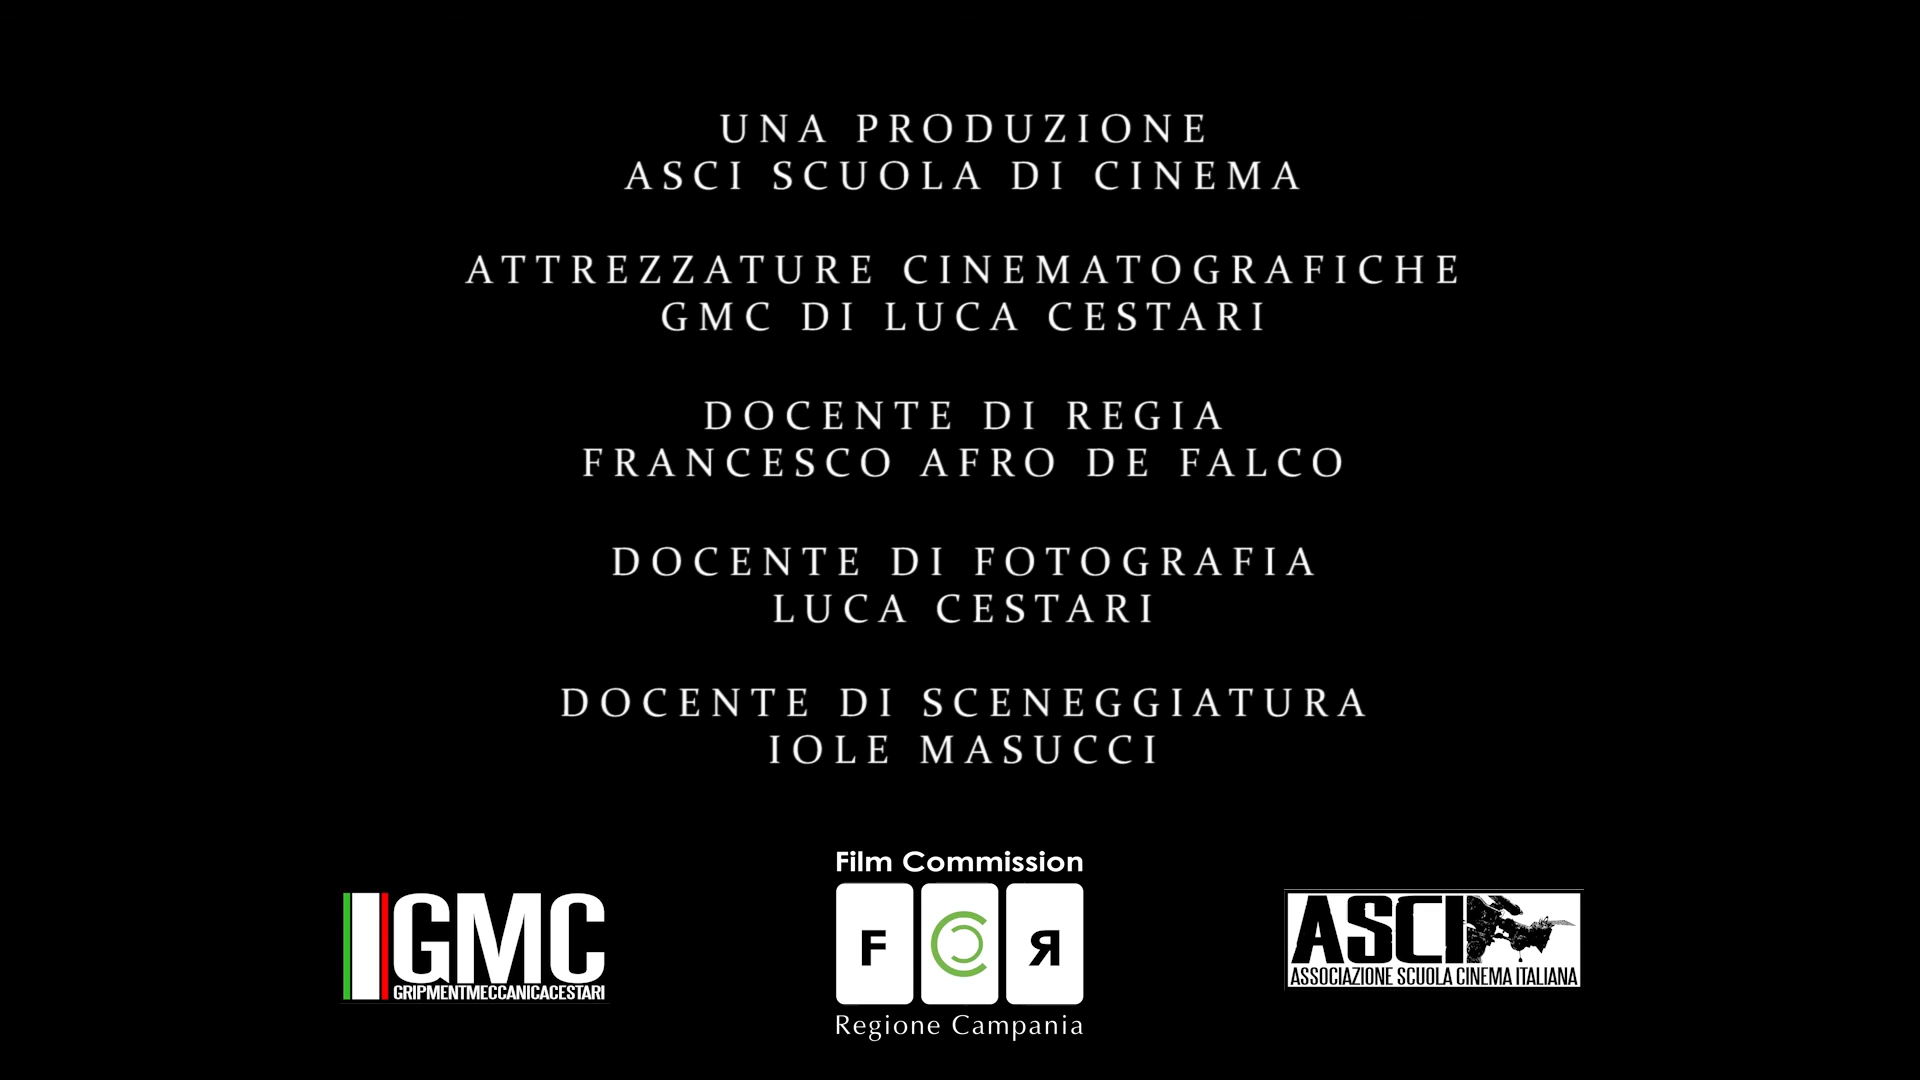 UNA PRODUZIONE
ASCI SCUOLA DI CINEMA
ATTREZZATURE CINEMATOGRAFICHE
GMC DI LUCA CESTARI
DOCENTE DI REGIA
FRANCESCO AFRO DE FALCO
DOCENTE DI FOTOGRAFIA
LUCA CESTARI
DOCENTE DI SCENEGGIATURA
IOLE MASUCCI
GMC
GRIPMENTMECCANICACESTARI
Film Commission
F C R
Regione Campania
ASCI
ASSOCIAZIONE SCUOLA CINEMA ITALIANA